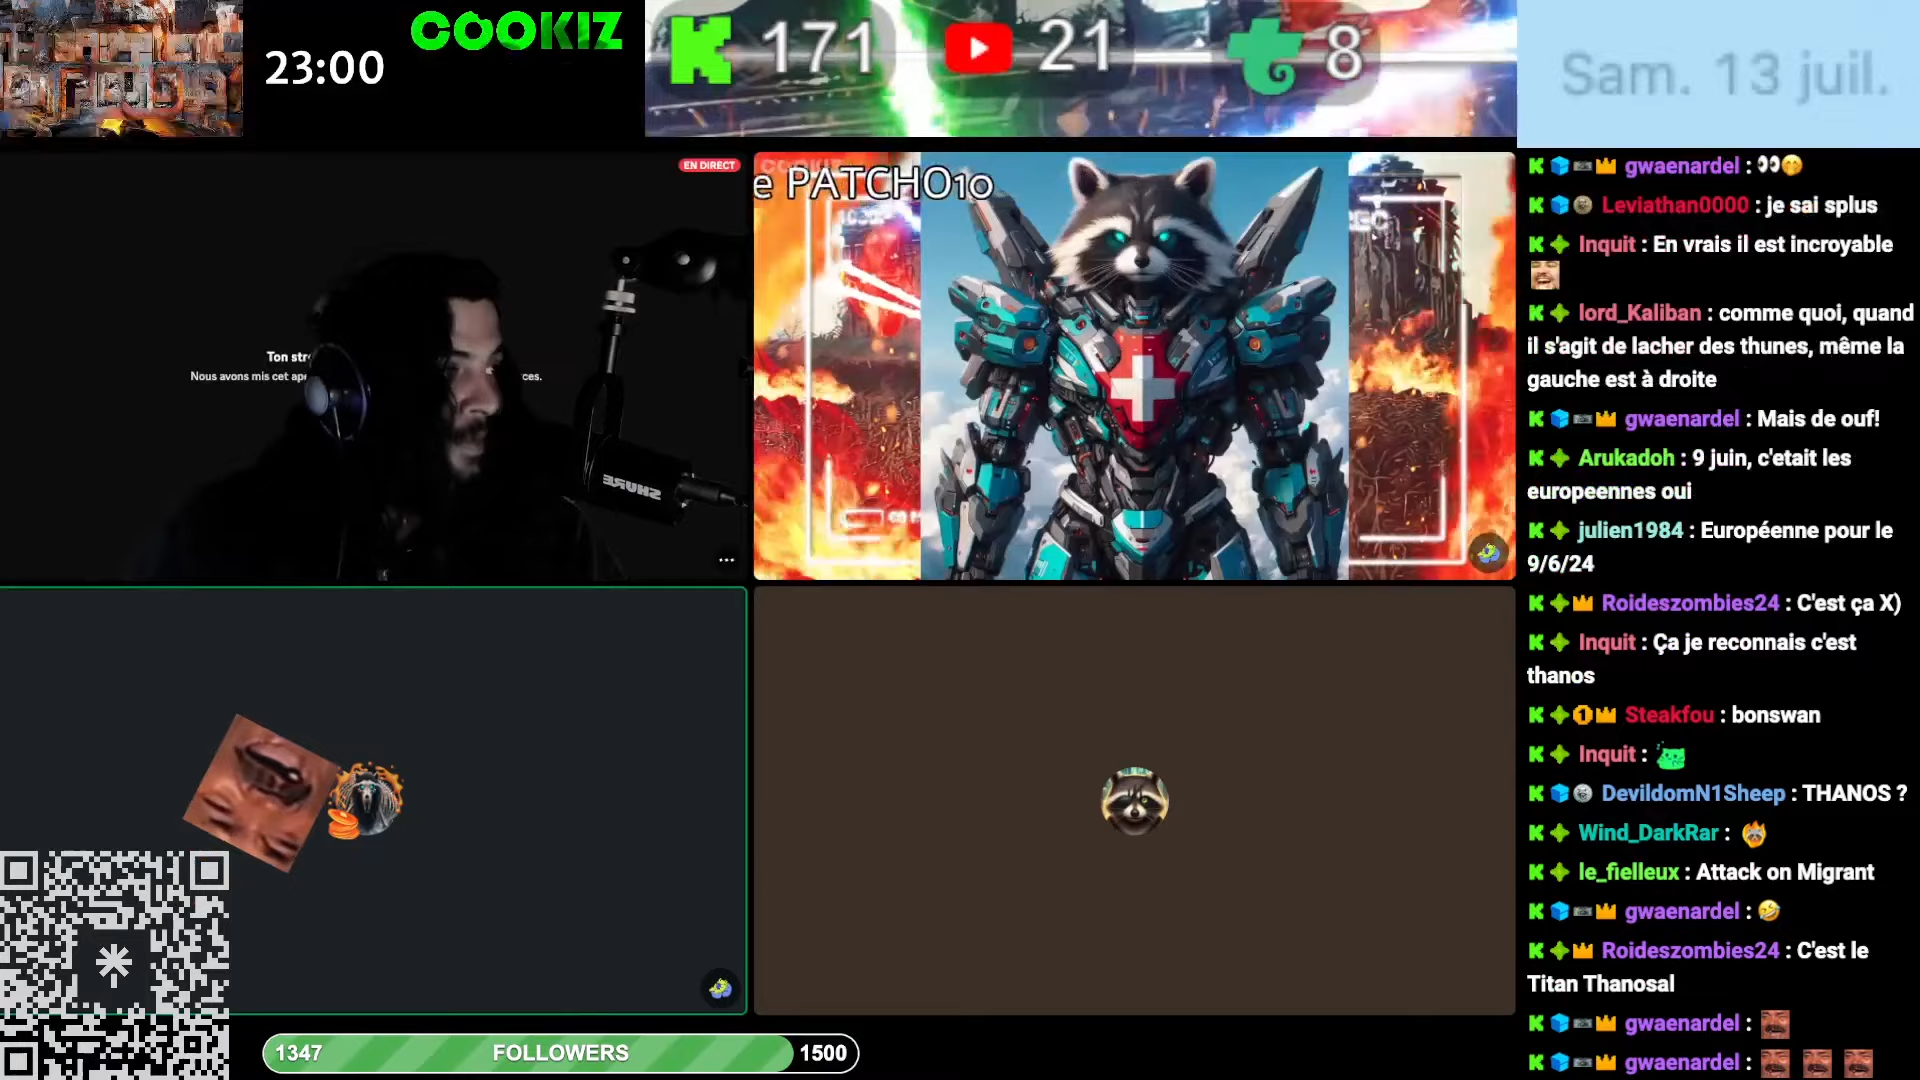 23:00
COOKIZ
171
21
8
Sam. 13 juil.
EN DIRECT
Ton str
Nous avons mis cet ape
ces.
SHURE
e PATCHO10
gwaenardel :
Leviathan0000 : je sai splus
Inquit : En vrais il est incroyable
lord_Kaliban : comme quoi, quand
il s'agit de lacher des thunes, même la
gauche est à droite
gwaenardel : Mais de ouf!
Arukadoh : 9 juin, c'etait les
europeennes oui
julien1984 : Européenne pour le
9/6/24
Roideszombies24 : C'est ça X)
Inquit : Ça je reconnais c'est
thanos
Steakfou : bonswan
Inquit :
DevildomN1Sheep : THANOS ?
Wind_DarkRar :
le_fielleux : Attack on Migrant
gwaenardel :
Roideszombies24 : C'est le
Titan Thanosal
gwaenardel :
gwaenardel :
1347 FOLLOWERS 1500